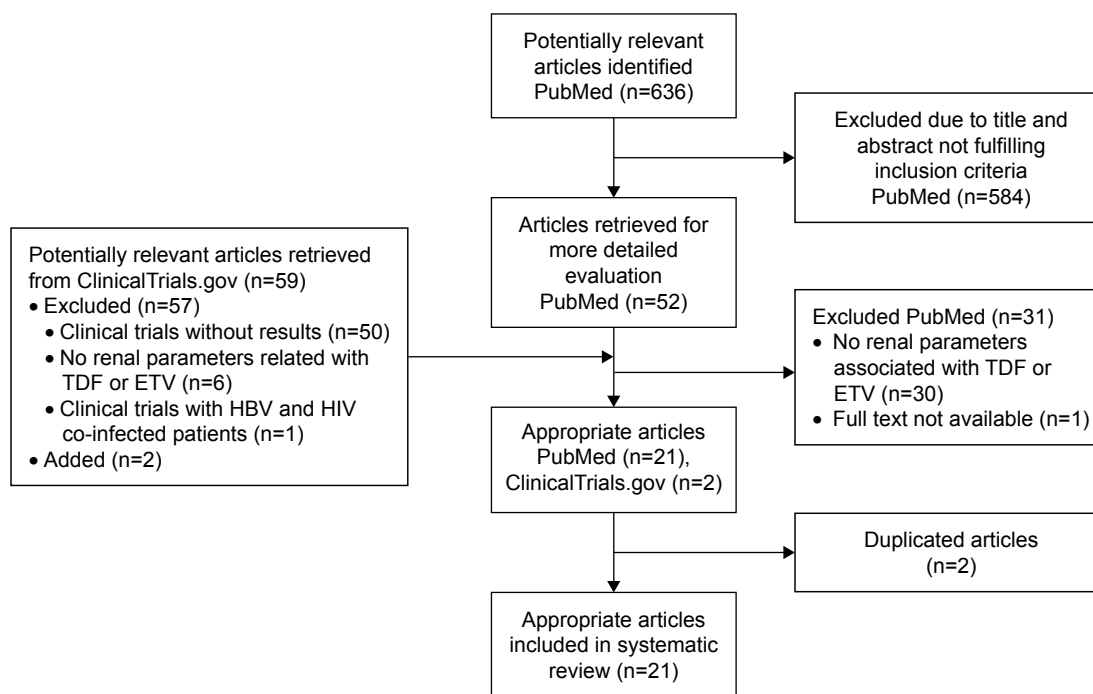 Potentially relevant
articles identified
PubMed (n=636)
Excluded due to title and
abstract not fulfilling
inclusion criteria
PubMed (n=584)
Articles retrieved for
more detailed
evaluation
PubMed (n=52)
Potentially relevant articles retrieved
from ClinicalTrials.gov (n=59)
• Excluded (n=57)
• Clinical trials without results (n=50)
• No renal parameters related with
TDF or ETV (n=6)
• Clinical trials with HBV and HIV
co-infected patients (n=1)
• Added (n=2)
Excluded PubMed (n=31)
• No renal parameters
associated with TDF or
ETV (n=30)
• Full text not available (n=1)
Appropriate articles
PubMed (n=21),
ClinicalTrials.gov (n=2)
Duplicated articles
(n=2)
Appropriate articles
included in systematic
review (n=21)